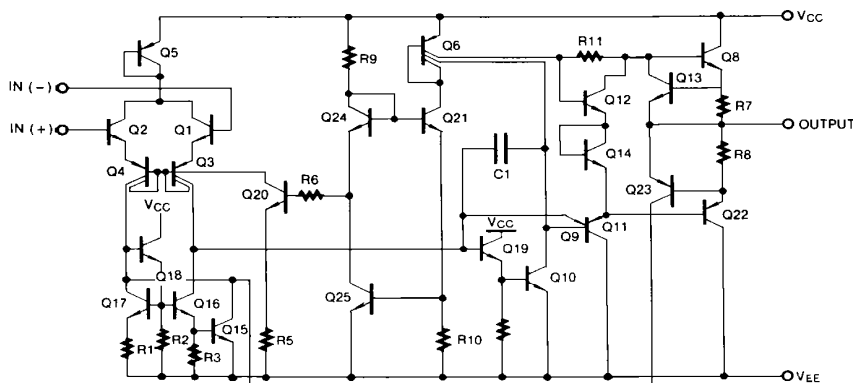 VCC
Q5
Q6
R11
Q8
R9
Q13
IN (-)
Q12
R7
IN (+)
Q2
Q1
Q24
Q21
OUTPUT
Q14
R8
Q4
Q3
C1
R6
Q20
Q23
VCC
Q11
Q22
VCC
Q9
Q19
Q18
Q10
Q17
Q16
Q25
Q15
R1
R2
R3
R5
R10
VEE